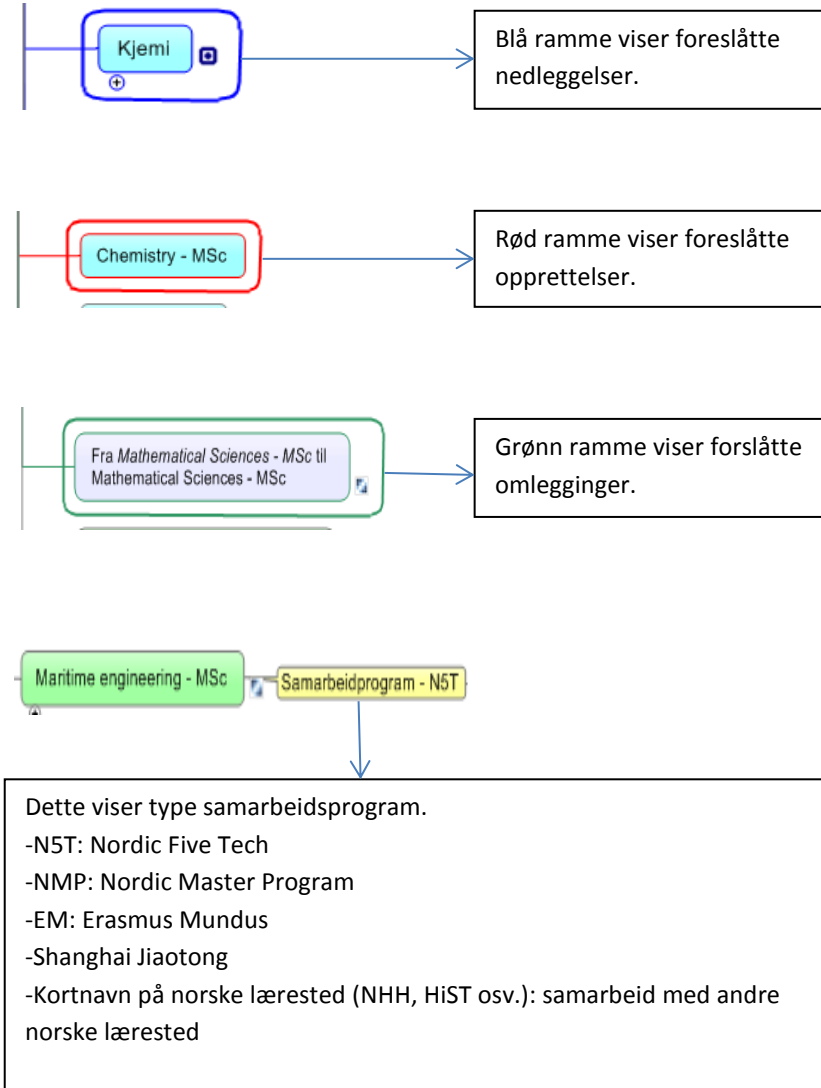 Kjemi
Blå ramme viser foreslåtte
nedleggelser.
Chemistry - MSc
Rød ramme viser foreslåtte
opprettelser.
Fra Mathematical Sciences - MSc til
Mathematical Sciences - MSc
Grønn ramme viser forslåtte
omlegginger.
Maritime engineering - MSc
Samarbeidprogram - N5T
Dette viser type samarbeidsprogram.
-N5T: Nordic Five Tech
-NMP: Nordic Master Program
-EM: Erasmus Mundus
-Shanghai Jiaotong
-Kortnavn på norske lærested (NHH, HiST osv.): samarbeid med andre
norske lærested